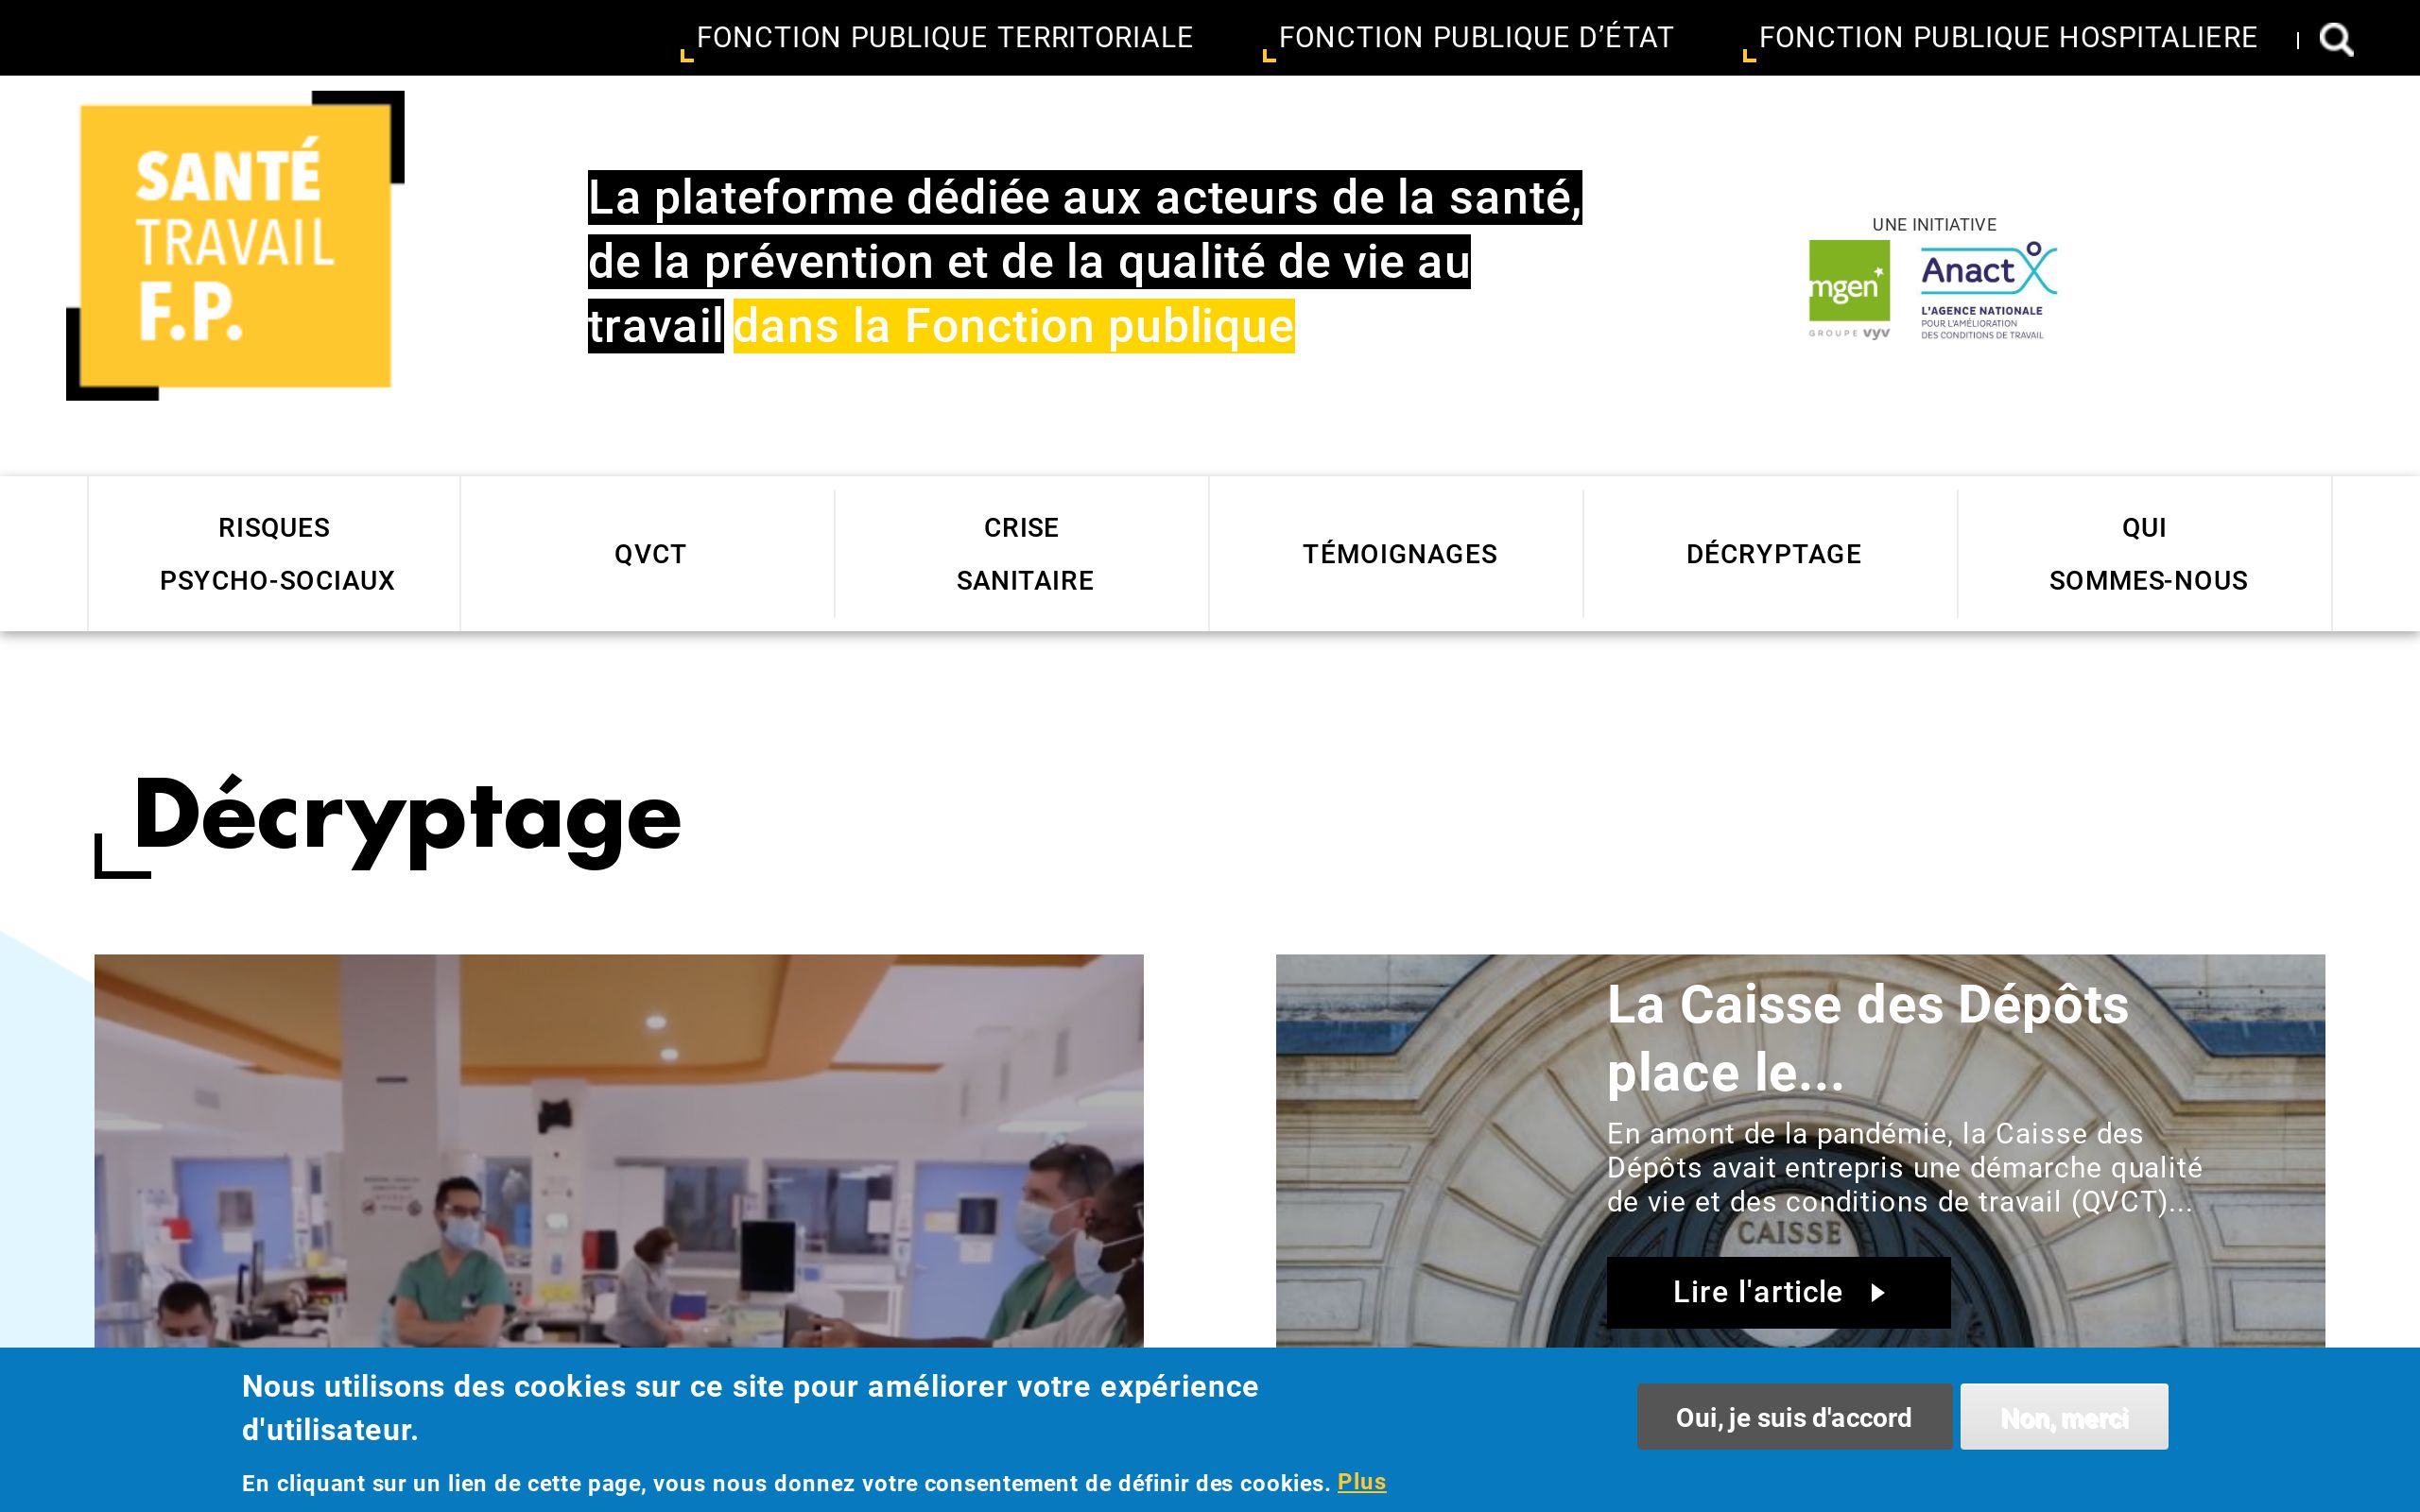 FONCTION PUBLIQUE TERRITORIALE
FONCTION PUBLIQUE D’ÉTAT
FONCTION PUBLIQUE HOSPITALIERE
SANTÉ
TRAVAIL
F.P.
La plateforme dédiée aux acteurs de la santé,
de la prévention et de la qualité de vie au
travail dans la Fonction publique
UNE INITIATIVE
mgen
GROUPE vyv
Anact
L'AGENCE NATIONALE
POUR L'AMÉLIORATION
DES CONDITIONS DE TRAVAIL
RISQUES
PSYCHO-SOCIAUX
QVCT
CRISE
SANITAIRE
TÉMOIGNAGES
DÉCRYPTAGE
QUI
SOMMES-NOUS
Décryptage
La Caisse des Dépôts
place le...
En amont de la pandémie, la Caisse des
Dépôts avait entrepris une démarche qualité
de vie et des conditions de travail (QVCT)...
CAISSE
Lire l'article
Nous utilisons des cookies sur ce site pour améliorer votre expérience
d'utilisateur.
En cliquant sur un lien de cette page, vous nous donnez votre consentement de définir des cookies. Plus
Oui, je suis d'accord
Non, merci